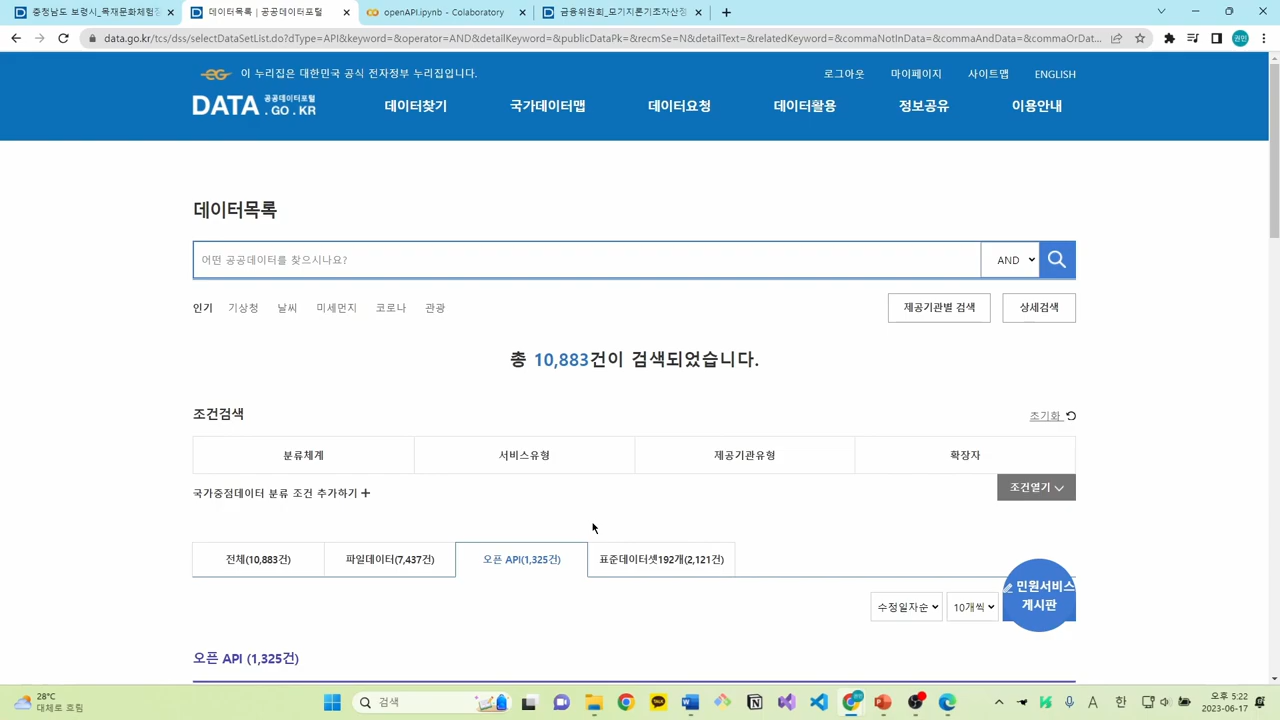 충청남도 보령시_목재문화체험장
데이터목록 | 공공데이터포털
openAPI.ipynb - Colaboratory
금융위원회_모기지론기초자산정
data.go.kr/tcs/dss/selectDataSetList.do?dType=API&keyword=&operator=AND&detailKeyword=&publicDataPk=&recmSe=N&detailText=&relatedKeyword=&commaNotInData=&commaAndData=&commaOrDat...
이 누리집은 대한민국 공식 전자정부 누리집입니다.
로그아웃 마이페이지 사이트맵 ENGLISH
DATA.GO.KR 공공데이터포털
데이터찾기 국가데이터맵 데이터요청 데이터활용 정보공유 이용안내
데이터목록
어떤 공공데이터를 찾으시나요?
AND
인기 기상청 날씨 미세먼지 코로나 관광
제공기관별 검색 상세검색
총 10,883건이 검색되었습니다.
조건검색
초기화
분류체계 서비스유형 제공기관유형 확장자
국가중점데이터 분류 조건 추가하기 +
조건열기
전체(10,883건) 파일데이터(7,437건) 오픈 API(1,325건) 표준데이터셋192개(2,121건)
수정일자순 10개씩
민원서비스
게시판
오픈 API (1,325건)
28°C
대체로 흐림
검색
A 한
오후 5:22
2023-06-17